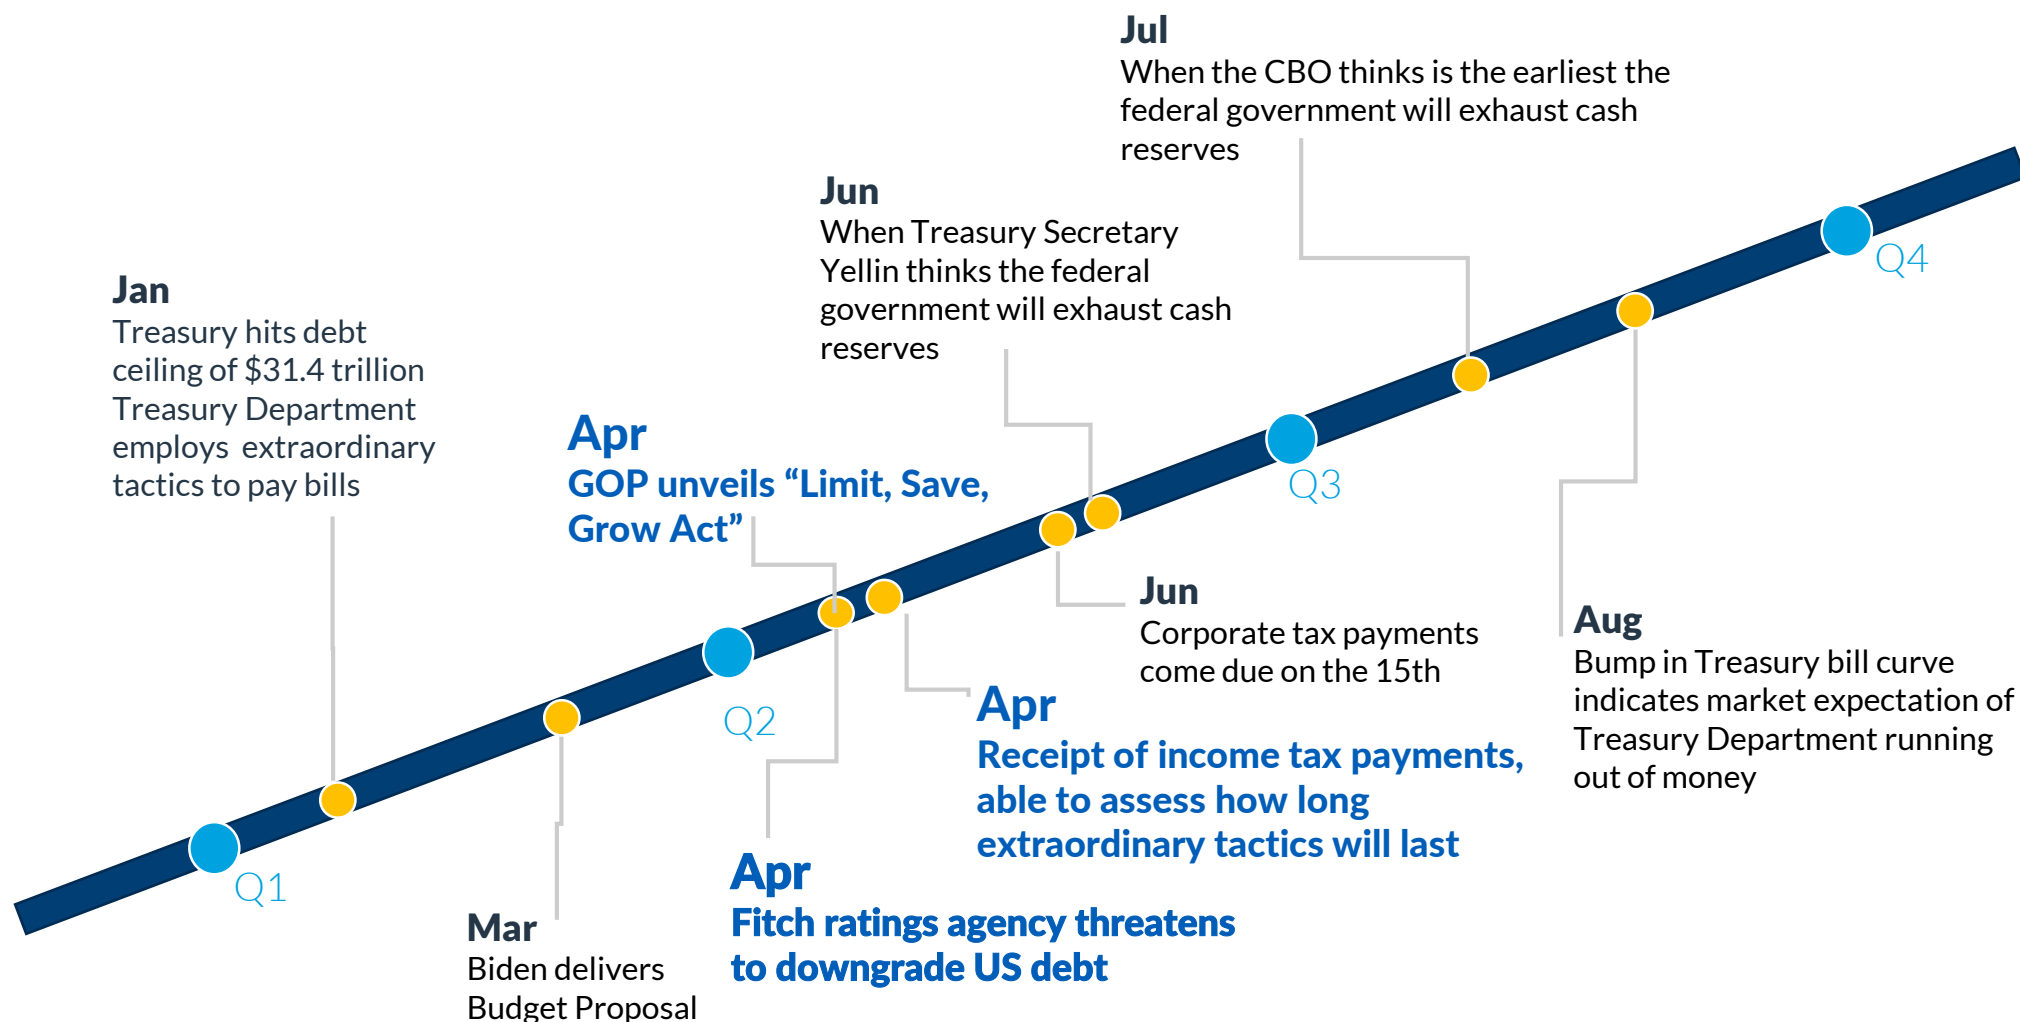 Jul
When the CBO thinks is the earliest the
federal government will exhaust cash
reserves
Jun
When Treasury Secretary
Yellin thinks the federal
government will exhaust cash
reserves
Jan
Treasury hits debt
ceiling of $31.4 trillion
Treasury Department
employs  extraordinary
tactics to pay bills
Apr
GOP unveils “Limit, Save,
Grow Act”
Q4
Q3
Q2
Q1
Jun
Corporate tax payments
come due on the 15th
Aug
Bump in Treasury bill curve
indicates market expectation of
Treasury Department running
out of money
Apr
Receipt of income tax payments,
able to assess how long
extraordinary tactics will last
Apr
Fitch ratings agency threatens
to downgrade US debt
Mar
Biden delivers
Budget Proposal